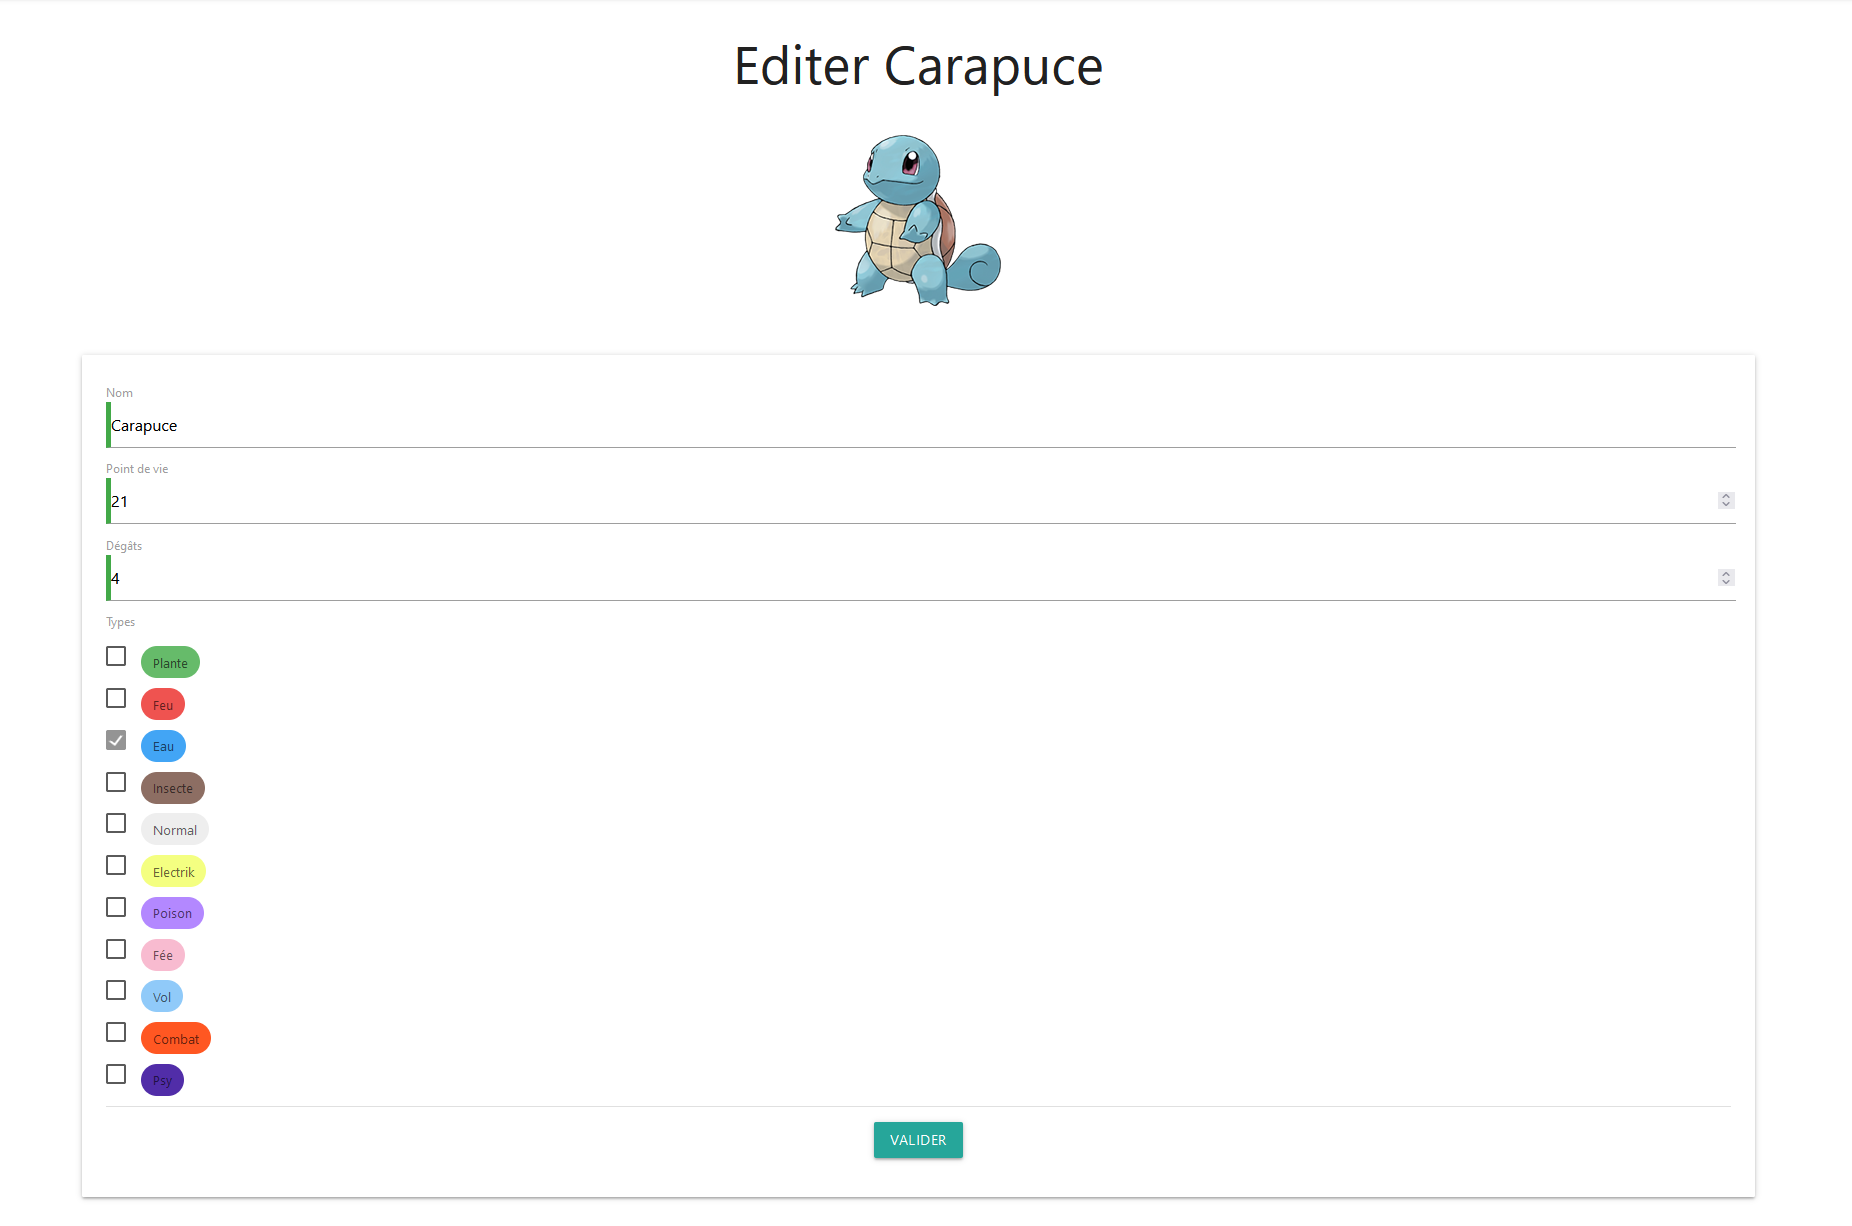 Editer Carapuce
Nom
Carapuce
Point de vie
21
Dégâts
4
Types
Plante
Feu
Eau
Insecte
Normal
Electrik
Poison
Fée
Vol
Combat
Psy
VALIDER